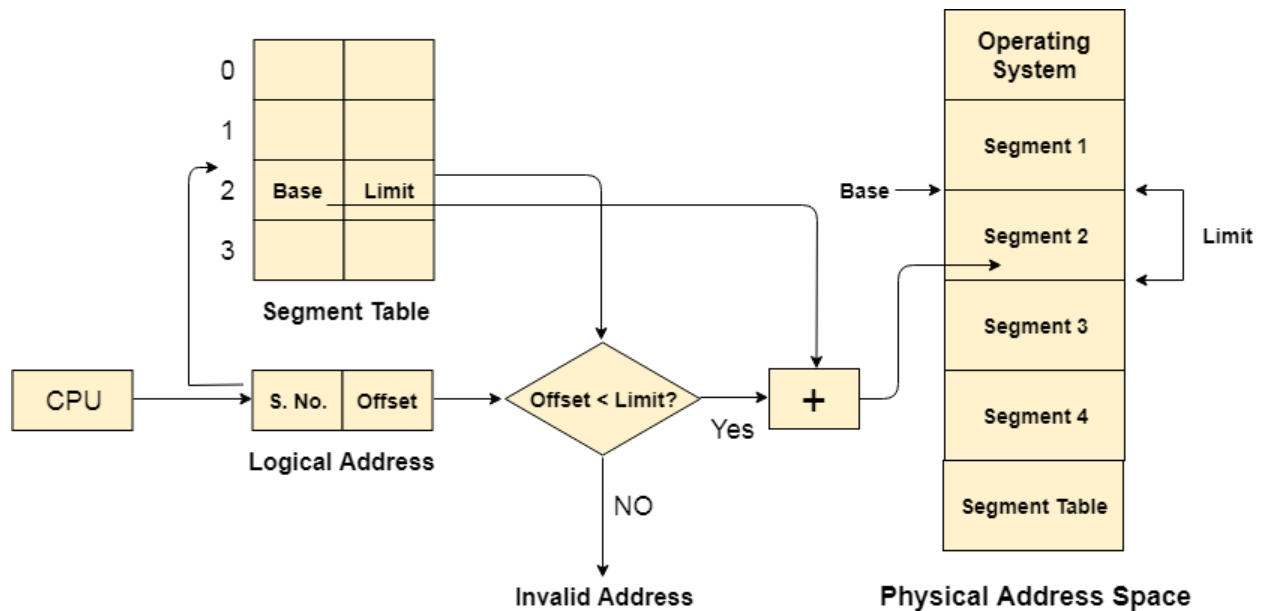 0
1
2
3
Base
Limit
Segment Table
CPU
S. No.
Offset
Logical Address
Offset < Limit?
Yes
+
NO
Invalid Address
Operating
System
Segment 1
Segment 2
Segment 3
Segment 4
Segment Table
Base
Limit
Physical Address Space